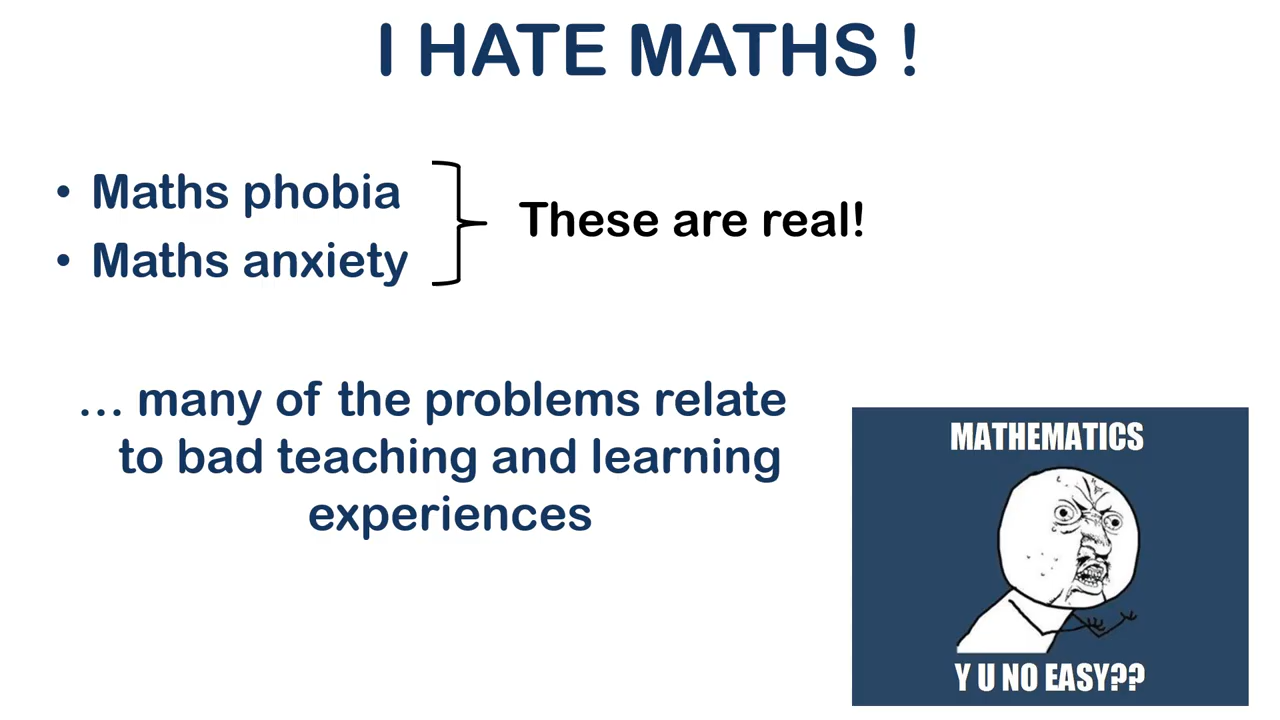 I HATE MATHS !
• Maths phobia
• Maths anxiety
These are real!
... many of the problems relate
to bad teaching and learning
experiences
MATHEMATICS
Y U NO EASY??